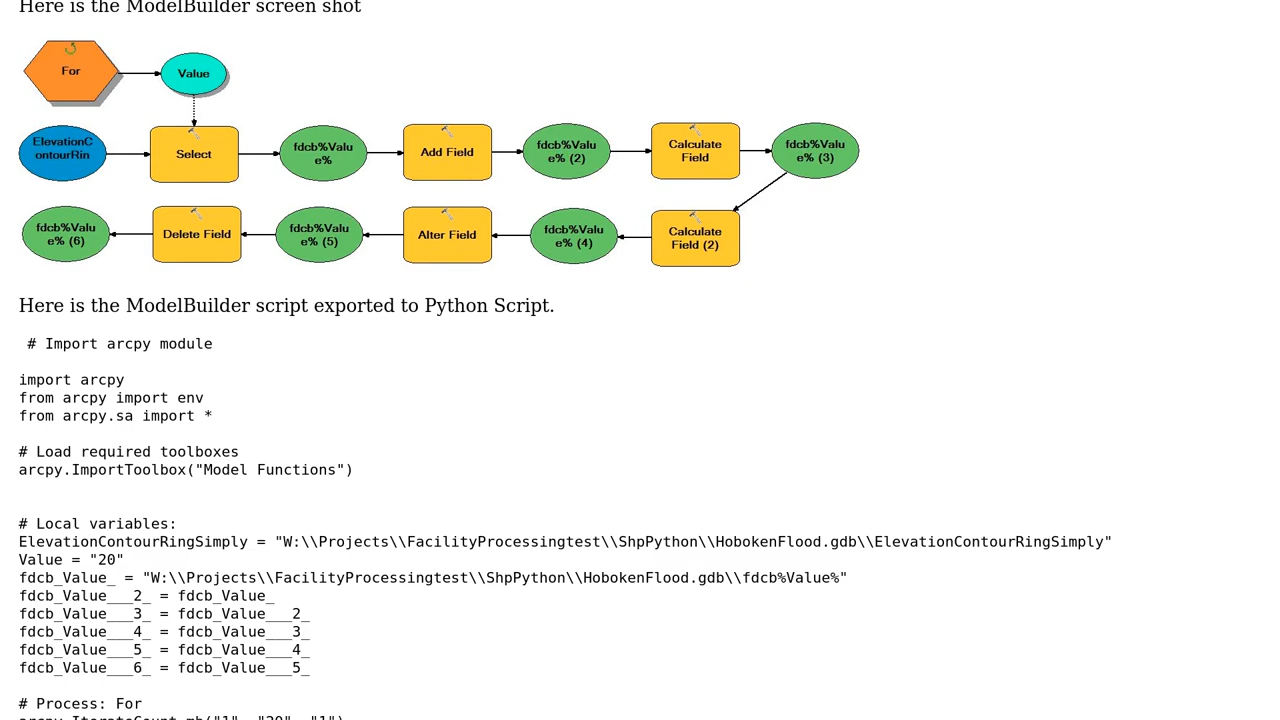 Here is the ModelBuilder screen shot
For
Value
ElevationC
ontourRin
Select
fdcb%Valu
e%
Add Field
fdcb%Valu
e% (2)
Calculate
Field
fdcb%Valu
e% (3)
fdcb%Valu
e% (6)
Delete Field
fdcb%Valu
e% (5)
Alter Field
fdcb%Valu
e% (4)
Calculate
Field (2)
Here is the ModelBuilder script exported to Python Script.
# Import arcpy module
import arcpy
from arcpy import env
from arcpy.sa import *
# Load required toolboxes
arcpy.ImportToolbox("Model Functions")
# Local variables:
ElevationContourRingSimply = "W:\\Projects\\FacilityProcessingtest\\ShpPython\\HobokenFlood.gdb\\ElevationContourRingSimply"
Value = "20"
fdcb_Value_ = "W:\\Projects\\FacilityProcessingtest\\ShpPython\\HobokenFlood.gdb\\fdcb%Value%"
fdcb_Value___2_ = fdcb_Value_
fdcb_Value___3_ = fdcb_Value___2_
fdcb_Value___4_ = fdcb_Value___3_
fdcb_Value___5_ = fdcb_Value___4_
fdcb_Value___6_ = fdcb_Value___5_
# Process: For
arcpy.IterateCount_mb("1", "20", "1")